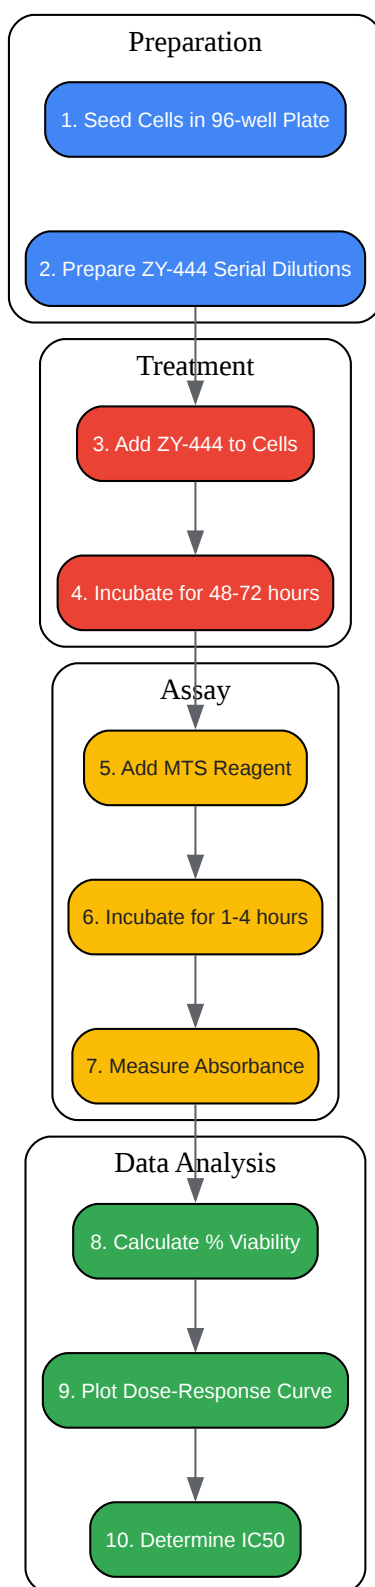 Preparation
1. Seed Cells in 96-well Plate
2. Prepare ZY-444 Serial Dilutions
Treatment
3. Add ZY-444 to Cells
4. Incubate for 48-72 hours
Assay
5. Add MTS Reagent
6. Incubate for 1-4 hours
7. Measure Absorbance
Data Analysis
8. Calculate % Viability
9. Plot Dose-Response Curve
10. Determine IC50